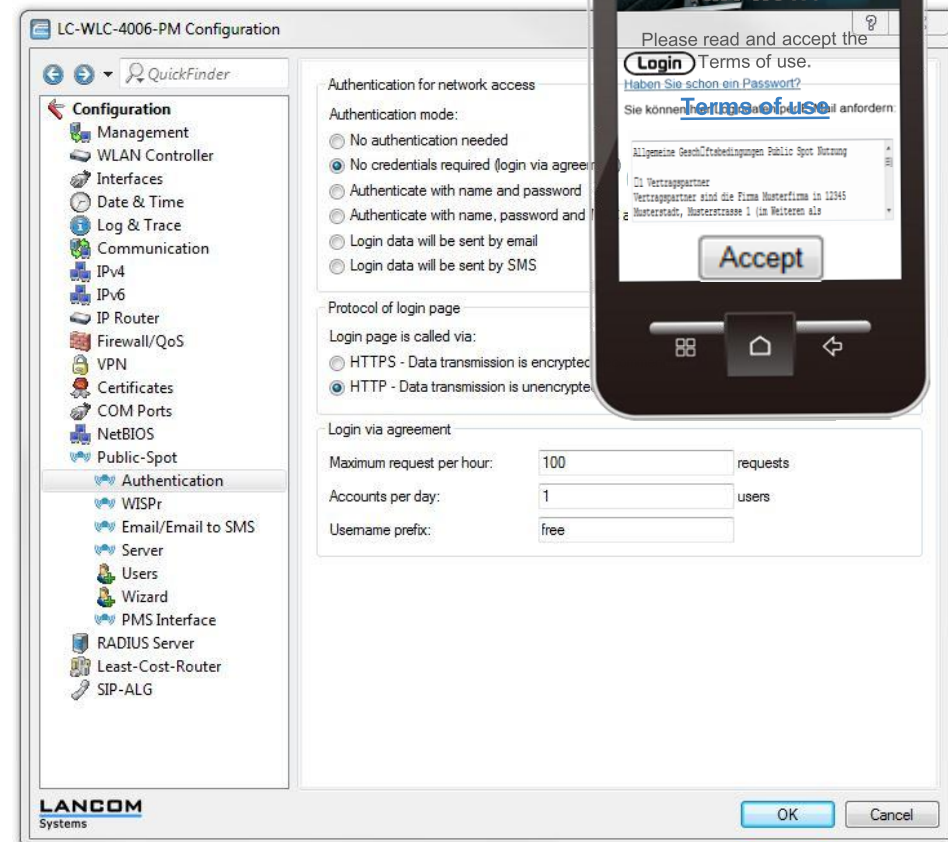 LC-WLC-4006-PM Configuration
QuickFinder
Configuration
Management
WLAN Controller
Interfaces
Date & Time
Log & Trace
Communication
IPv4
IPv6
IP Router
Firewall/QoS
VPN
Certificates
COM Ports
NetBIOS
Public-Spot
Authentication
WISPr
Email/Email to SMS
Server
Users
Wizard
PMS Interface
RADIUS Server
Least-Cost-Router
SIP-ALG
Authentication for network access
Authentication mode:
No authentication needed
No credentials required (login via agree
Authenticate with name and password
Authenticate with name, password and
Login data will be sent by email
Login data will be sent by SMS
Protocol of login page
Login page is called via:
HTTPS - Data transmission is encrypted
HTTP - Data transmission is unencrypte
Login via agreement
Maximum request per hour: 100 requests
Accounts per day: 1 users
Username prefix: free
Please read and accept the
Login Terms of use.
Haben Sie schon ein Passwort?
Sie können anfordern:
Terms of use
Allgemeine Gesch ftsbedingungen Public Spot Nutzung
1 Vertragspartner
Vertragspartner sind die Firma Musterfirma in 12345
Musterstadt, Musterstrasse 1 (im Weiteren als
Accept
LANCOM
Systems
OK Cancel